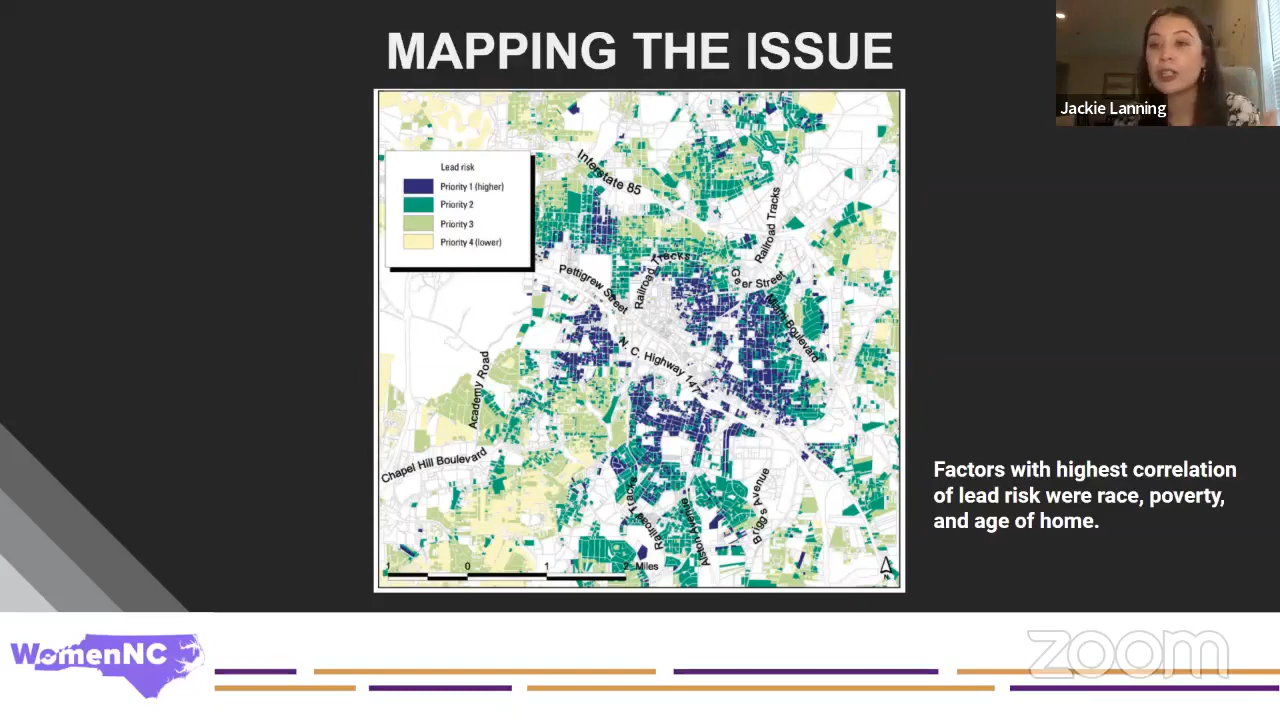 MAPPING THE ISSUE
Jackie Lanning
Lead risk
Priority 1 (higher)
Priority 2
Priority 3
Priority 4 (lower)
Interstate 85
Railroad Tracks
Railroad Tracks
Geer Street
Pettigrew Street
Miami Boulevard
N. C. Highway 147
Academy Road
Chapel Hill Boulevard
Railroad Tracks
Alston Avenue
Briggs Avenue
1 0 1 2 Miles
N
Factors with highest correlation
of lead risk were race, poverty,
and age of home.
WomenNC
zoom